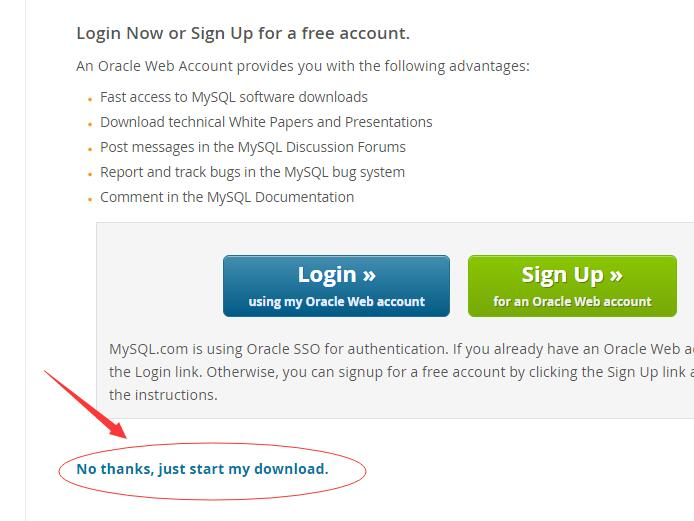 Login Now or Sign Up for a free account.
An Oracle Web Account provides you with the following advantages:
Fast access to MySQL software downloads
Download technical White Papers and Presentations
Post messages in the MySQL Discussion Forums
Report and track bugs in the MySQL bug system
Comment in the MySQL Documentation
Login »
using my Oracle Web account
Sign Up »
for an Oracle Web account
MySQL.com is using Oracle SSO for authentication. If you already have an Oracle Web
the Login link. Otherwise, you can signup for a free account by clicking the Sign Up link
the instructions.
No thanks, just start my download.